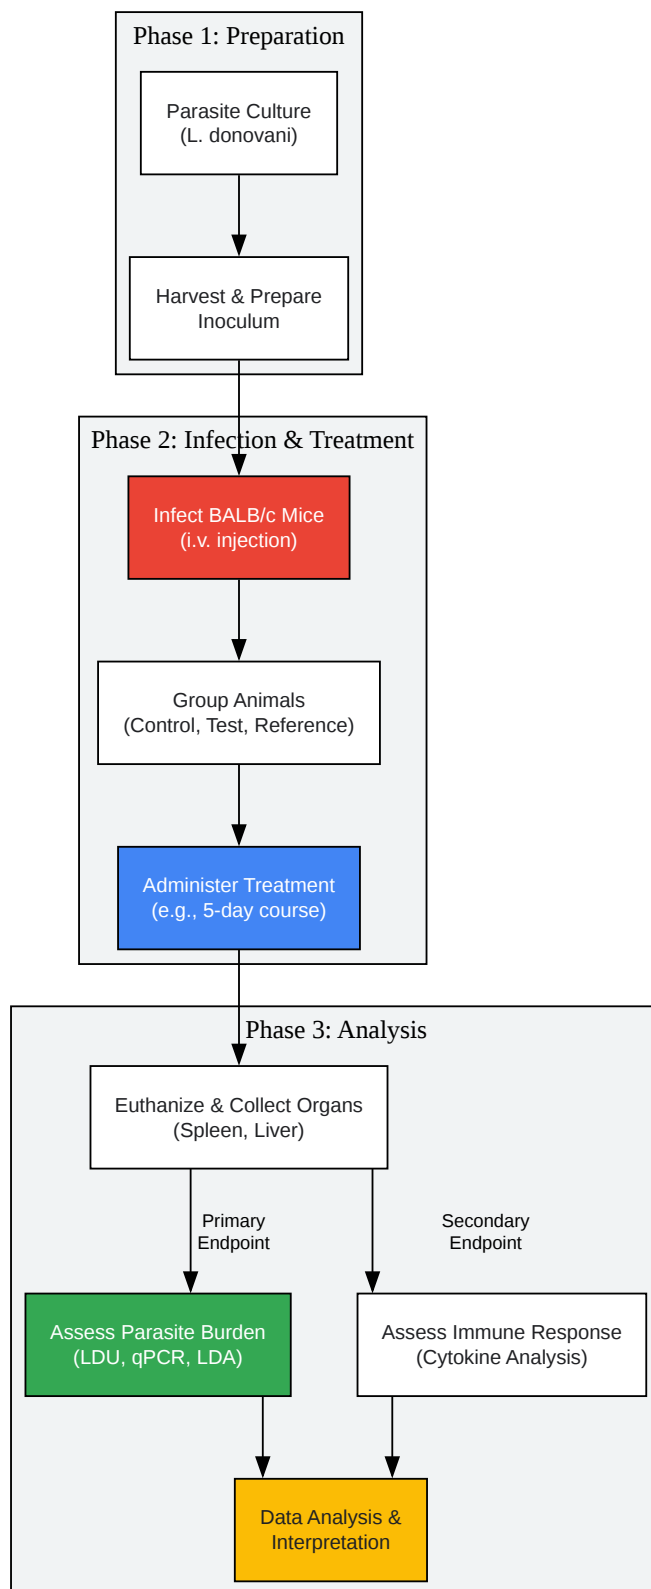 Phase 1: Preparation
Parasite Culture
(L. donovani)
Harvest & Prepare
Inoculum
Phase 2: Infection & Treatment
Infect BALB/c Mice
(i.v. injection)
Group Animals
(Control, Test, Reference)
Administer Treatment
(e.g., 5-day course)
Phase 3: Analysis
Euthanize & Collect Organs
(Spleen, Liver)
Primary
Endpoint
Secondary
Endpoint
Assess Parasite Burden
(LDU, qPCR, LDA)
Assess Immune Response
(Cytokine Analysis)
Data Analysis &
Interpretation